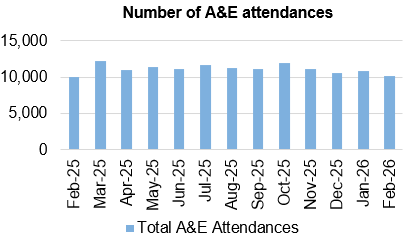 Number of A&E attendances
15,000
10,000
5,000
0
Feb-25
Mar-25
Apr-25
May-25
Jun-25
Jul-25
Aug-25
Sep-25
Oct-25
Nov-25
Dec-25
Jan-26
Feb-26
Total A&E Attendances